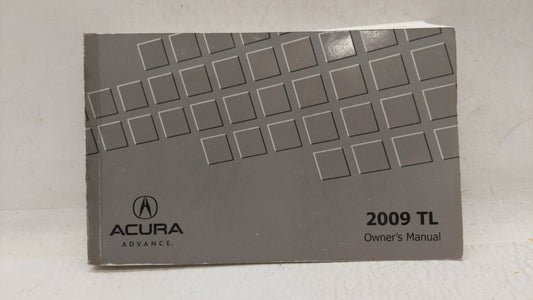 ACURA
ADVANCE.
2009 TL
Owner's Manual